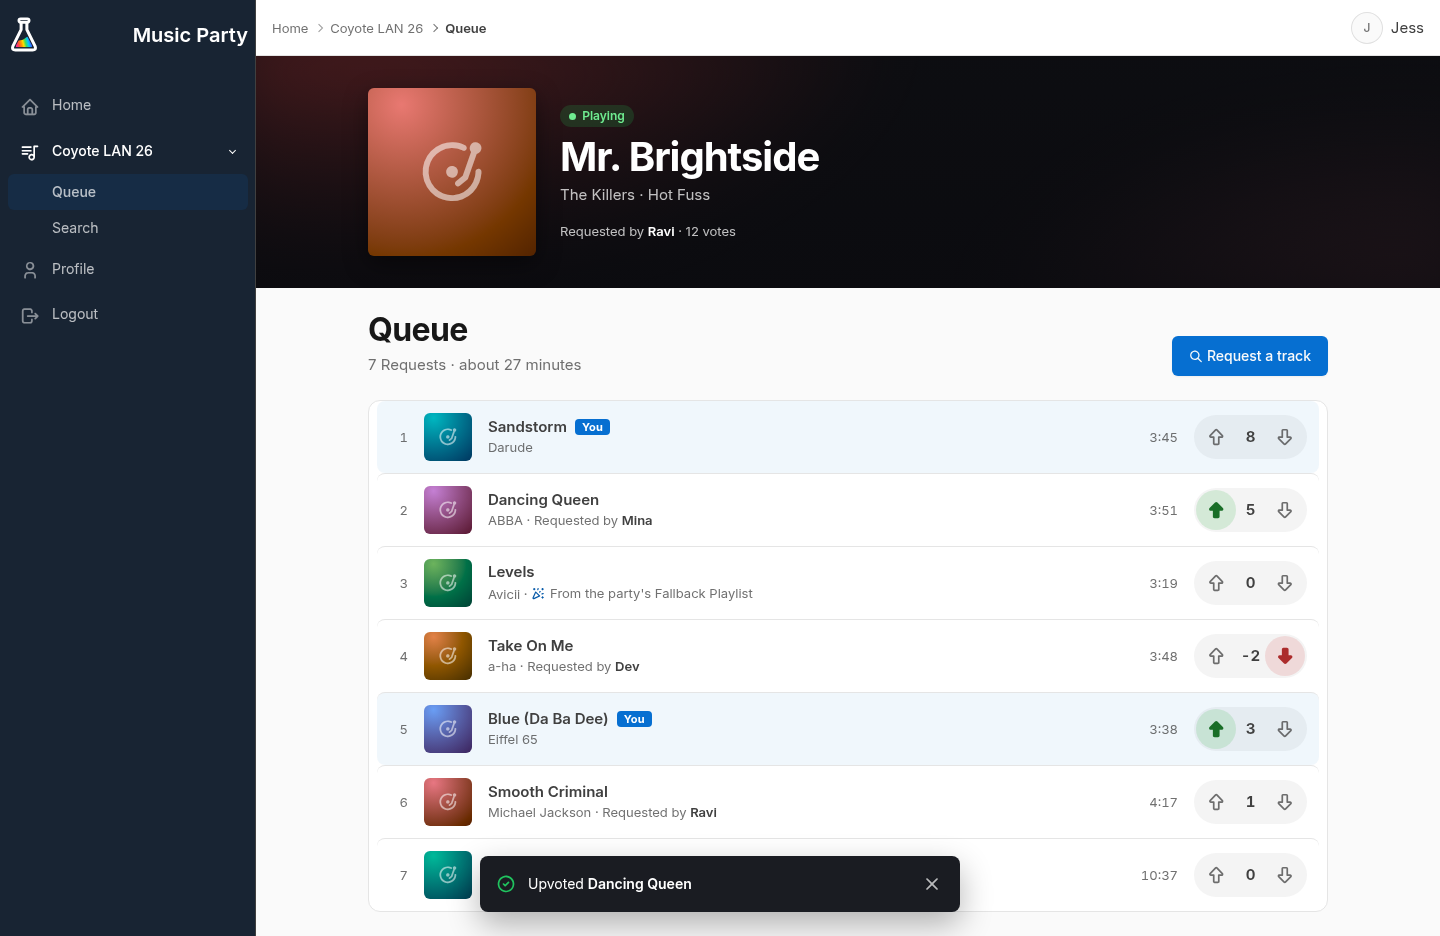 Music Party
Home
Coyote LAN 26
Queue
Search
Profile
Logout
Home > Coyote LAN 26 > Queue
J Jess
Playing
Mr. Brightside
The Killers · Hot Fuss
Requested by Ravi · 12 votes
Queue
7 Requests · about 27 minutes
Request a track
1 Sandstorm You 3:45 8
Darude
2 Dancing Queen 3:51 5
ABBA · Requested by Mina
3 Levels 3:19 0
Avicii · From the party's Fallback Playlist
4 Take On Me 3:48 -2
a-ha · Requested by Dev
5 Blue (Da Ba Dee) You 3:38 3
Eiffel 65
6 Smooth Criminal 4:17 1
Michael Jackson · Requested by Ravi
7 10:37 0
Upvoted Dancing Queen